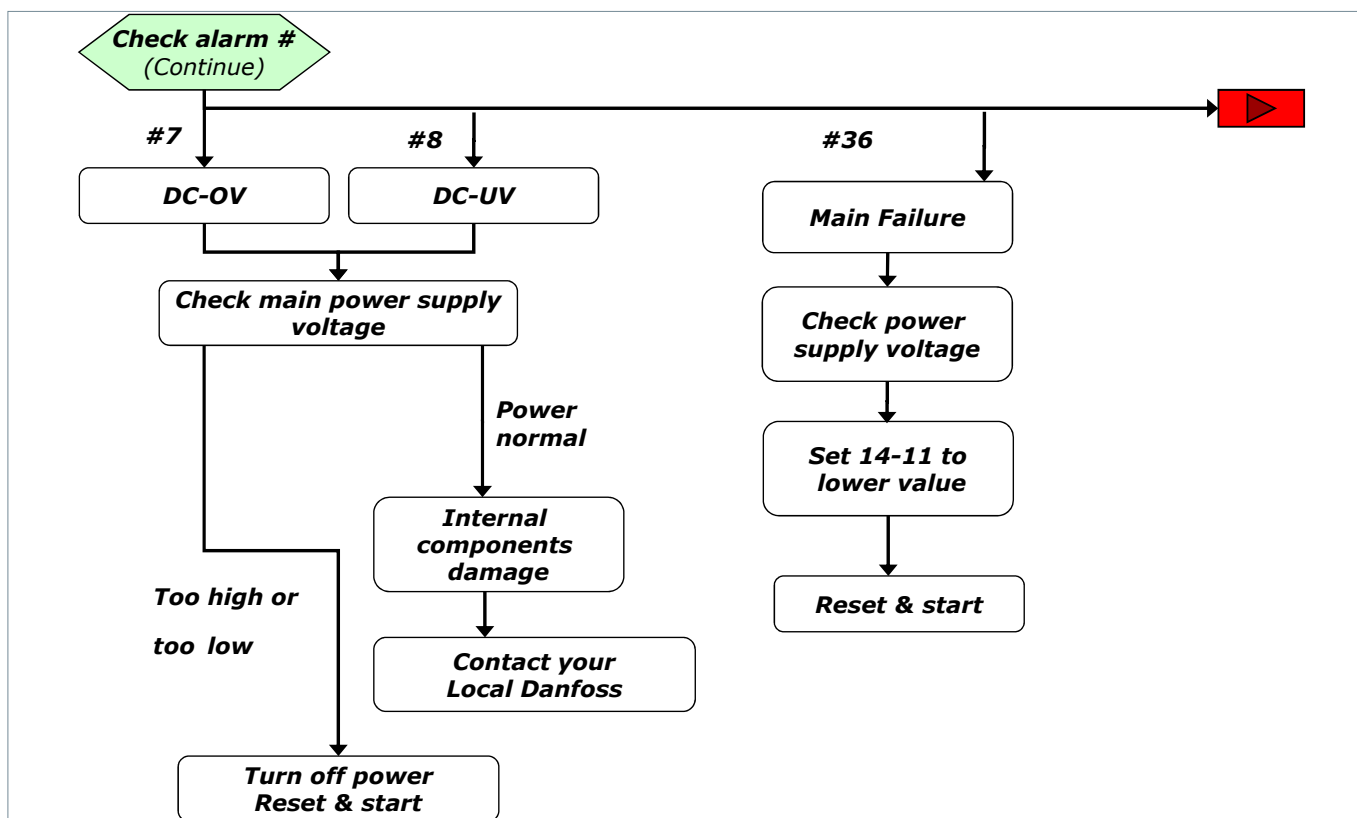 Check alarm #
(Continue)
#7
#8
#36
DC-OV
DC-UV
Main Failure
Check main power supply
voltage
Check power
supply voltage
Power
normal
Set 14-11 to
lower value
Internal
components
damage
Too high or
too low
Reset & start
Contact your
Local Danfoss
Turn off power
Reset & start